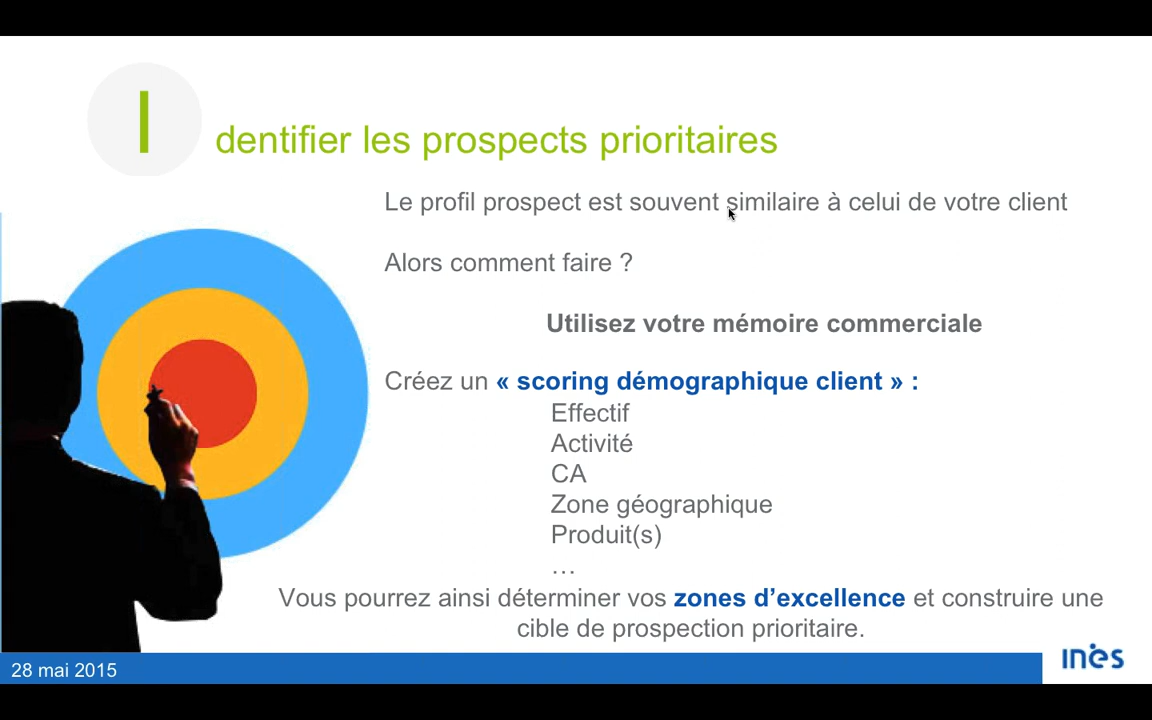 Identifier les prospects prioritaires
Le profil prospect est souvent similaire à celui de votre client
Alors comment faire ?
Utilisez votre mémoire commerciale
Créez un « scoring démographique client » :
Effectif
Activité
CA
Zone géographique
Produit(s)
…
Vous pourrez ainsi déterminer vos zones d’excellence et construire une
cible de prospection prioritaire.
28 mai 2015
inès